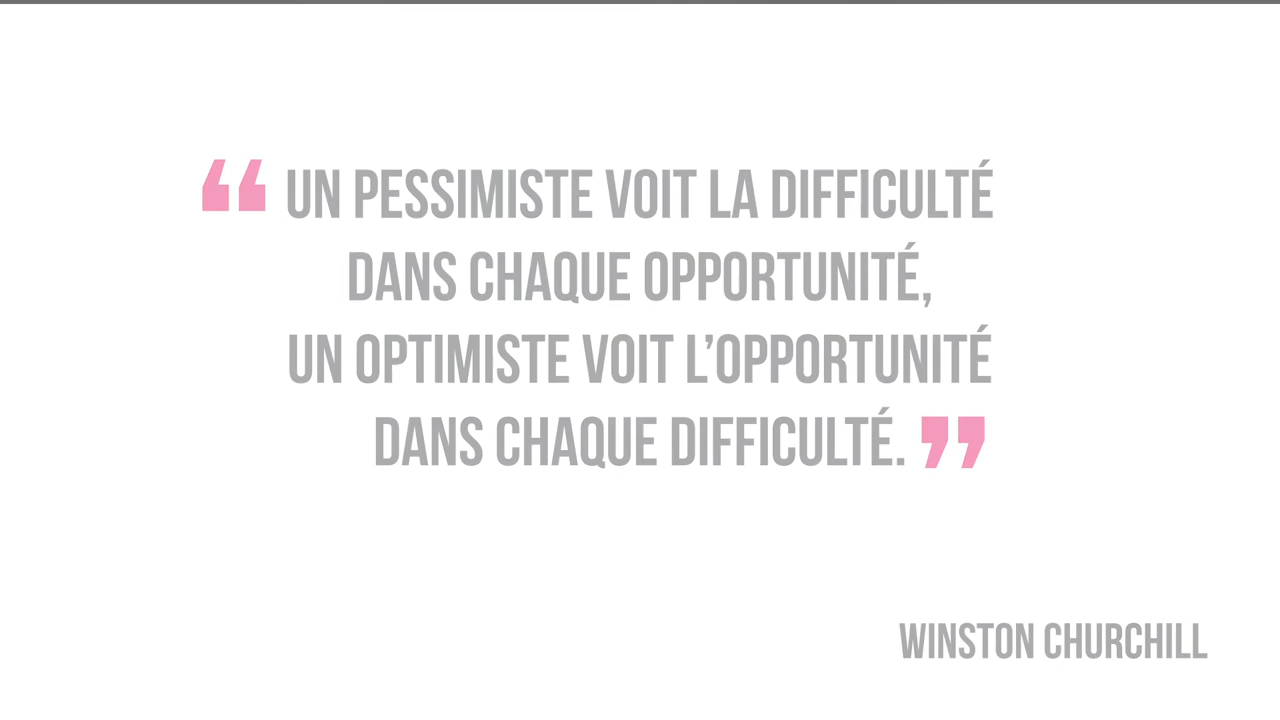 “ UN PESSIMISTE VOIT LA DIFFICULTÉ
DANS CHAQUE OPPORTUNITÉ,
UN OPTIMISTE VOIT L’OPPORTUNITÉ
DANS CHAQUE DIFFICULTÉ. ”
WINSTON CHURCHILL